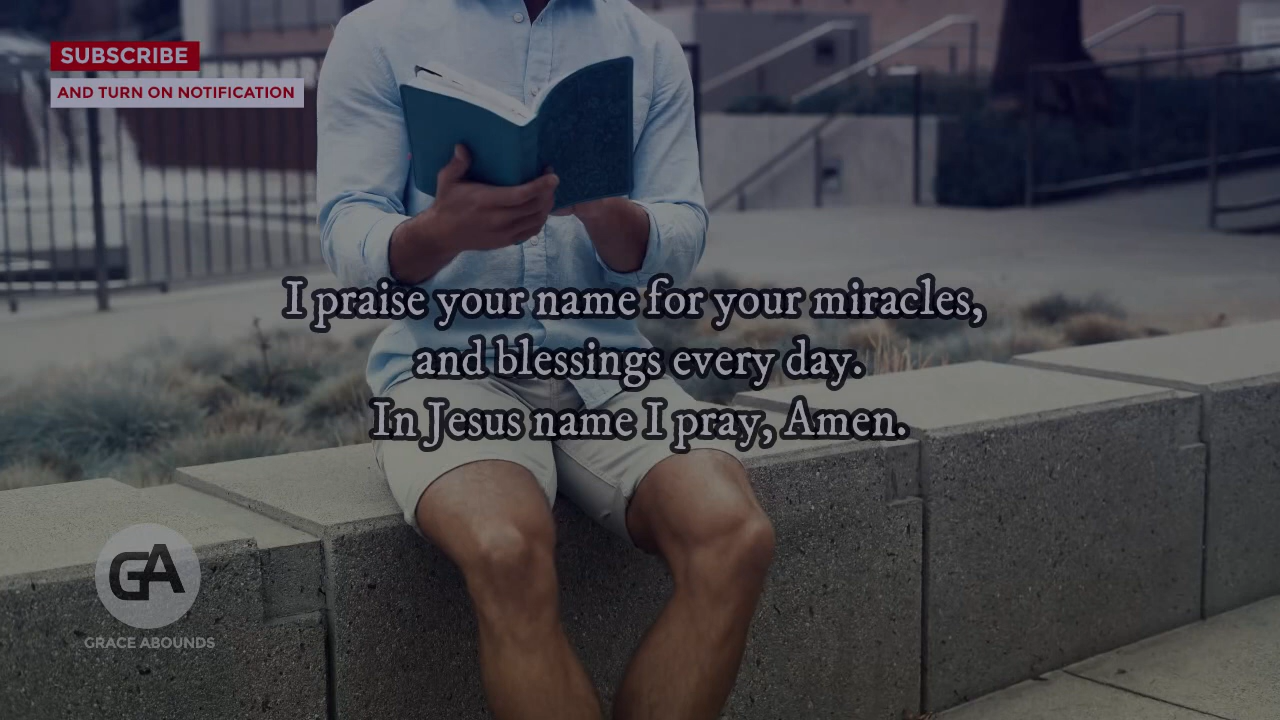 SUBSCRIBE
AND TURN ON NOTIFICATION
I praise your name for your miracles,
and blessings every day.
In Jesus name I pray, Amen.
GA
GRACE ABOUNDS